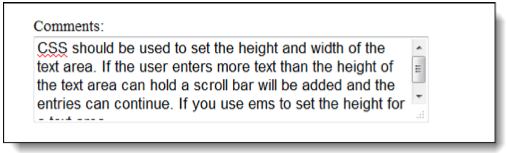 Comments:
CSS should be used to set the height and width of the
text area. If the user enters more text than the height of
the text area can hold a scroll bar will be added and the
entries can continue. If you use ems to set the height for